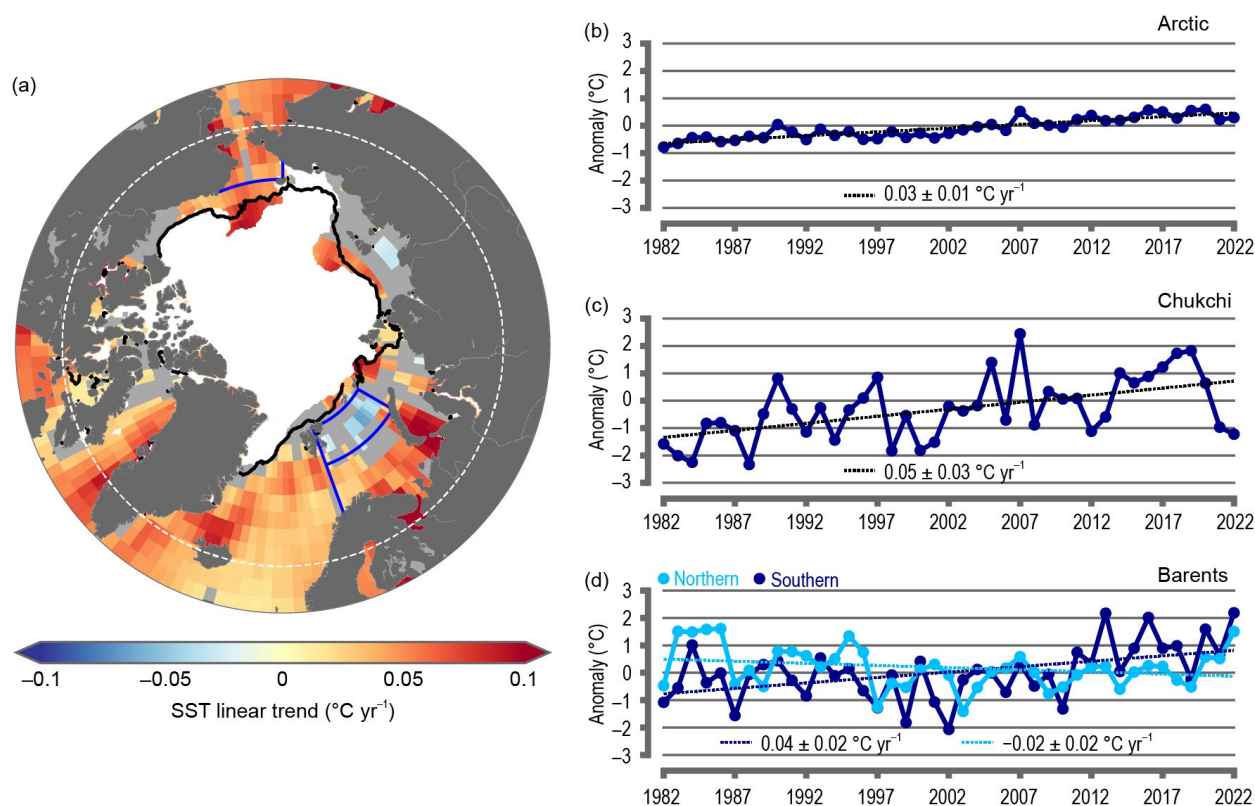 (a)
−0.1 −0.05 0 0.05 0.1
SST linear trend (°C yr⁻¹)
(b)
Arctic
Anomaly (°C)
3
2
1
0
−1
−2
−3
0.03 ± 0.01 °C yr⁻¹
1982 1987 1992 1997 2002 2007 2012 2017 2022
(c)
Chukchi
Anomaly (°C)
3
2
1
0
−1
−2
−3
0.05 ± 0.03 °C yr⁻¹
1982 1987 1992 1997 2002 2007 2012 2017 2022
(d)
Northern Southern
Barents
Anomaly (°C)
3
2
1
0
−1
−2
−3
0.04 ± 0.02 °C yr⁻¹ −0.02 ± 0.02 °C yr⁻¹
1982 1987 1992 1997 2002 2007 2012 2017 2022